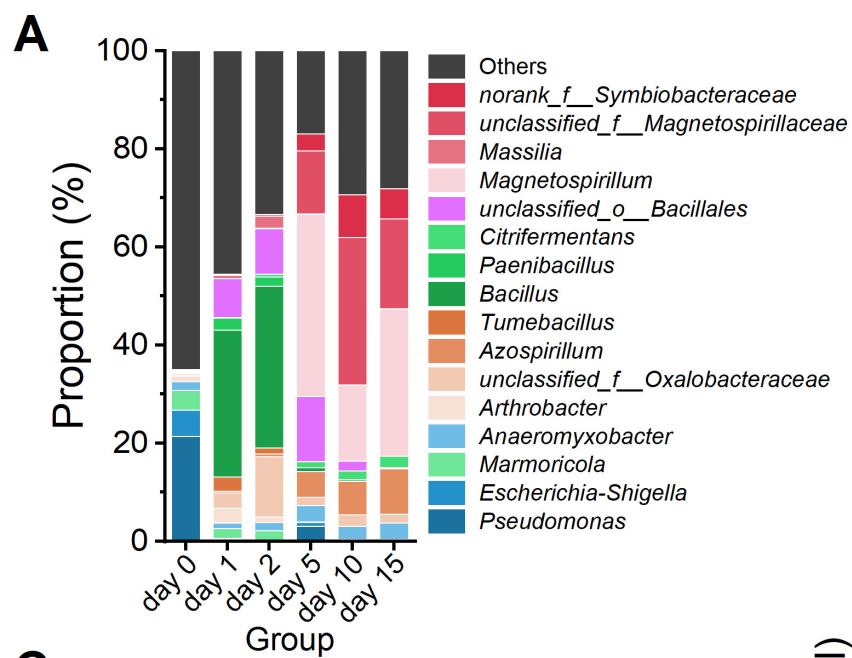 A
100
80
60
40
20
0
Proportion (%)
day 0
day 1
day 2
day 5
day 10
day 15
Group
Others
norank_f__Symbiobacteraceae
unclassified_f__Magnetospirillaceae
Massilia
Magnetospirillum
unclassified_o__Bacillales
Citrifermentans
Paenibacillus
Bacillus
Tumebacillus
Azospirillum
unclassified_f__Oxalobacteraceae
Arthrobacter
Anaeromyxobacter
Marmoricola
Escherichia-Shigella
Pseudomonas